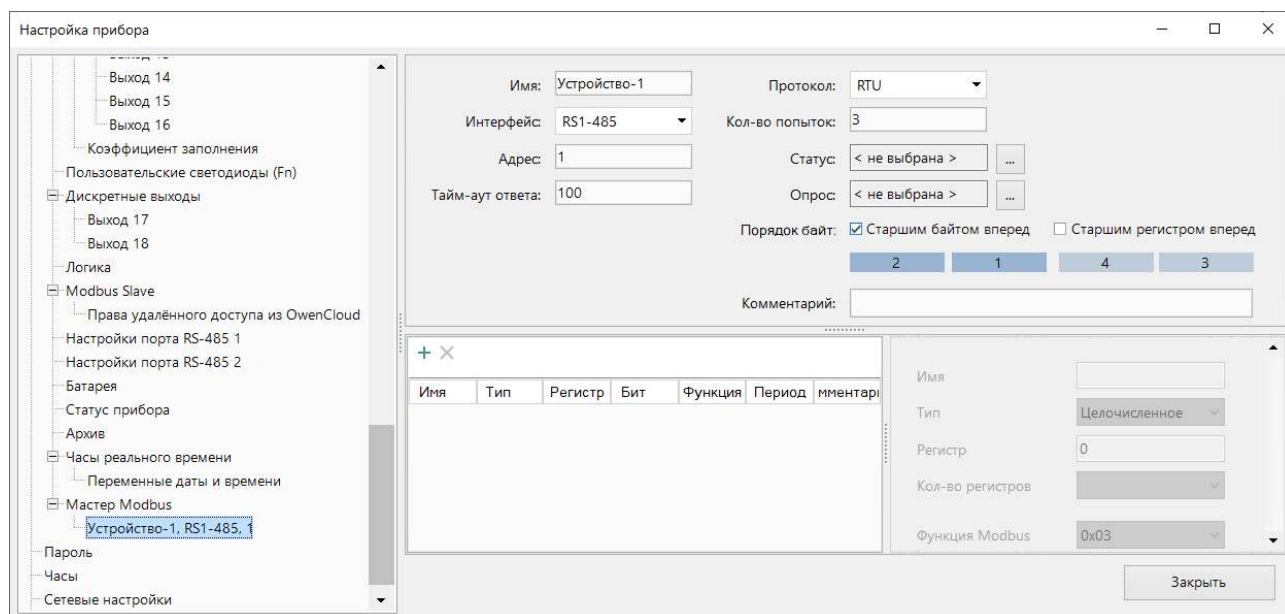 Настройка прибора
Выход 14
Выход 15
Выход 16
Коэффициент заполнения
Пользовательские светодиоды (Fn)
Дискретные выходы
Выход 17
Выход 18
Логика
Modbus Slave
Права удалённого доступа из OwenCloud
Настройки порта RS-485 1
Настройки порта RS-485 2
Батарея
Статус прибора
Архив
Часы реального времени
Переменные даты и времени
Мастер Modbus
Устройство-1, RS1-485, 1
Пароль
Часы
Сетевые настройки
Имя: Устройство-1 Протокол: RTU
Интерфейс: RS1-485 Кол-во попыток: 3
Адрес: 1 Статус: < не выбрана > ...
Тайм-аут ответа: 100 Опрос: < не выбрана > ...
Порядок байт: Старшим байтом вперед Старшим регистром вперед
2 1 4 3
Комментарий:
Имя Тип Регистр Бит Функция Период мментари
Имя
Тип Целочисленное
Регистр 0
Кол-во регистров
Функция Modbus 0x03
Закрыть